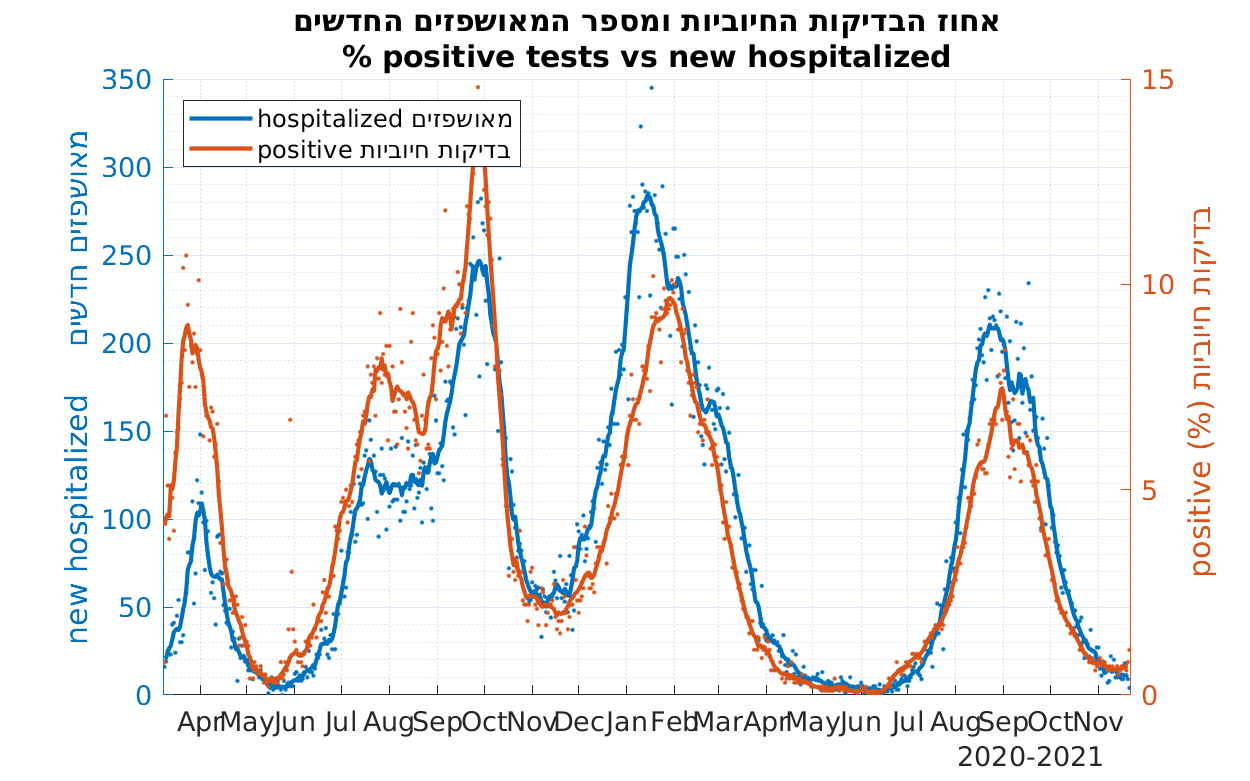 אחוז הבדיקות החיוביות ומספר המאושפזים החדשים
% positive tests vs new hospitalized
hospitalized מאושפזים
positive בדיקות חיוביות
new hospitalized מאושפזים חדשים
350
300
250
200
150
100
50
0
15
10
5
0
positive (%) בדיקות חיוביות
Apr May Jun Jul Aug Sep Oct Nov Dec Jan Feb Mar Apr May Jun Jul Aug Sep Oct Nov
2020-2021